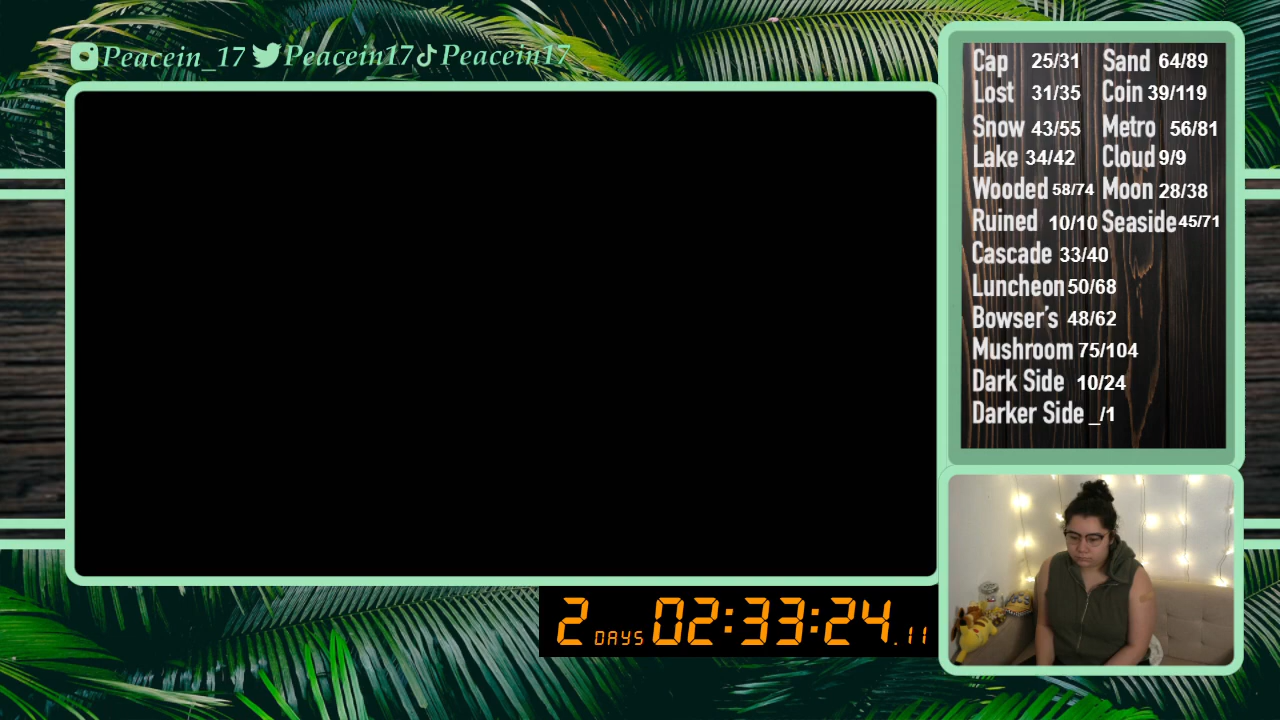 Peacein_17 Peacein17 Peacein17
Cap 25/31 Sand 64/89
Lost 31/35 Coin 39/119
Snow 43/55 Metro 56/81
Lake 34/42 Cloud 9/9
Wooded 58/74 Moon 28/38
Ruined 10/10 Seaside 45/71
Cascade 33/40
Luncheon 50/68
Bowser's 48/62
Mushroom 75/104
Dark Side 10/24
Darker Side _/1
2 DAYS 02:33:24.11